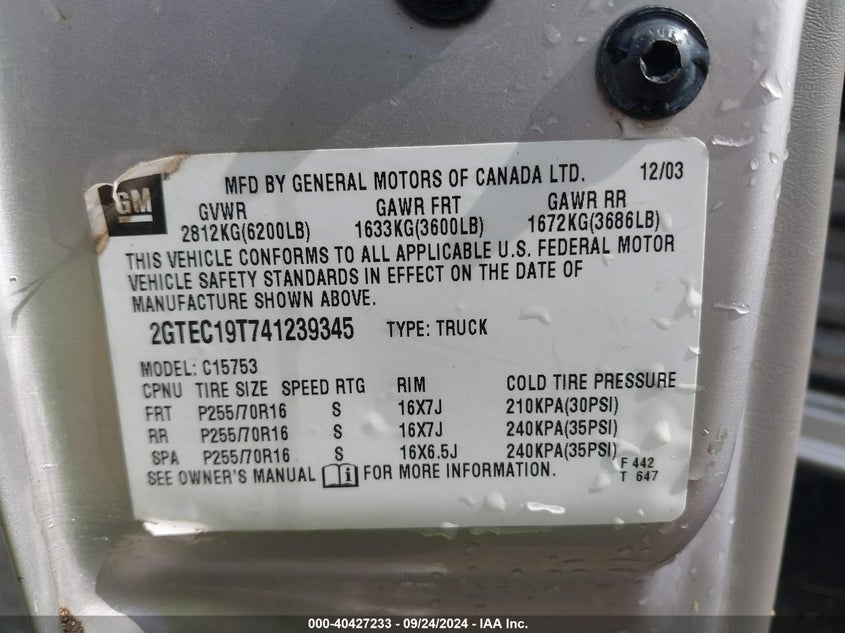 GM
MFD BY GENERAL MOTORS OF CANADA LTD. 12/03
GVWR GAWR FRT GAWR RR
2812KG(6200LB) 1633KG(3600LB) 1672KG(3686LB)
THIS VEHICLE CONFORMS TO ALL APPLICABLE U.S. FEDERAL MOTOR
VEHICLE SAFETY STANDARDS IN EFFECT ON THE DATE OF
MANUFACTURE SHOWN ABOVE.
2GTEC19T741239345 TYPE: TRUCK
MODEL: C15753
CPNU TIRE SIZE SPEED RTG RIM COLD TIRE PRESSURE
FRT P255/70R16 S 16X7J 210KPA(30PSI)
RR P255/70R16 S 16X7J 240KPA(35PSI)
SPA P255/70R16 S 16X6.5J 240KPA(35PSI)
SEE OWNER'S MANUAL FOR MORE INFORMATION.
F 442
T 647
000-40427233 - 09/24/2024 - IAA Inc.